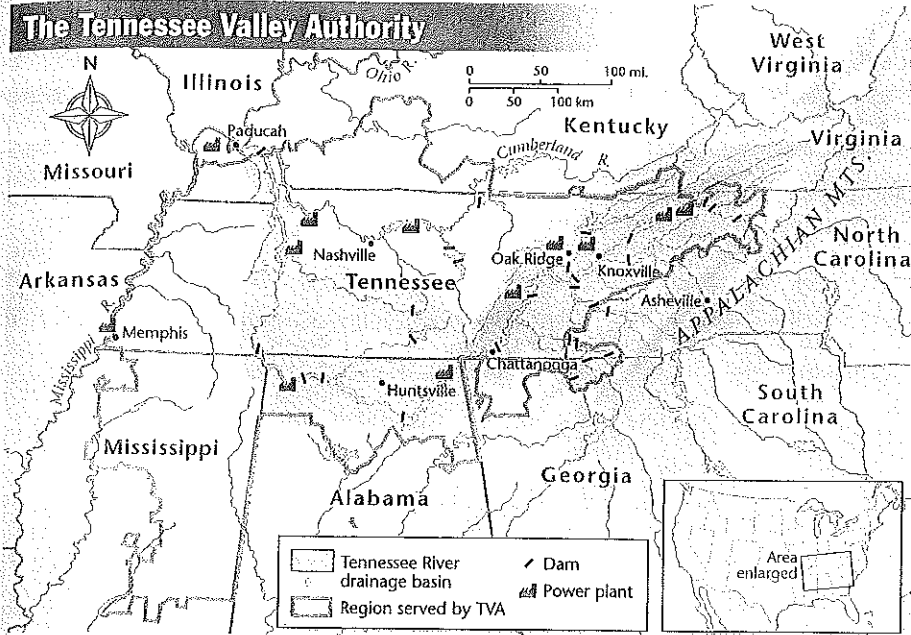 The Tennessee Valley Authority
N
Illinois
Ohio R.
0 50 100 mi.
0 50 100 km
West
Virginia
Kentucky
Virginia
Paducah
Missouri
Cumberland R.
APPALACHIAN MTS.
North
Carolina
Nashville
Oak Ridge
Knoxville
Tennessee
Arkansas
Asheville
Memphis
Mississippi R.
Chattanooga
Huntsville
South
Carolina
Mississippi
Georgia
Alabama
Tennessee River
drainage basin
Region served by TVA
Dam
Power plant
Area
enlarged